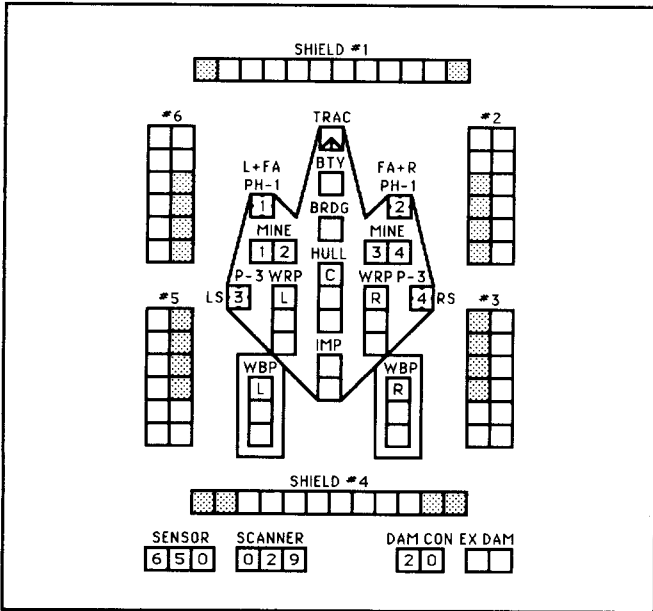 SHIELD #1
#6 TRAC #2
L+FA BTY FA+R
PH-1 PH-1
1 BRDG 2
MINE MINE
1 2 HULL 3 4
P-3 WRP C WRP P-3
#5 LS 3 L R 4 RS #3
IMP
WBP WBP
L R
SHIELD #4
SENSOR SCANNER DAM CON EX DAM
6 5 0 0 2 9 2 0